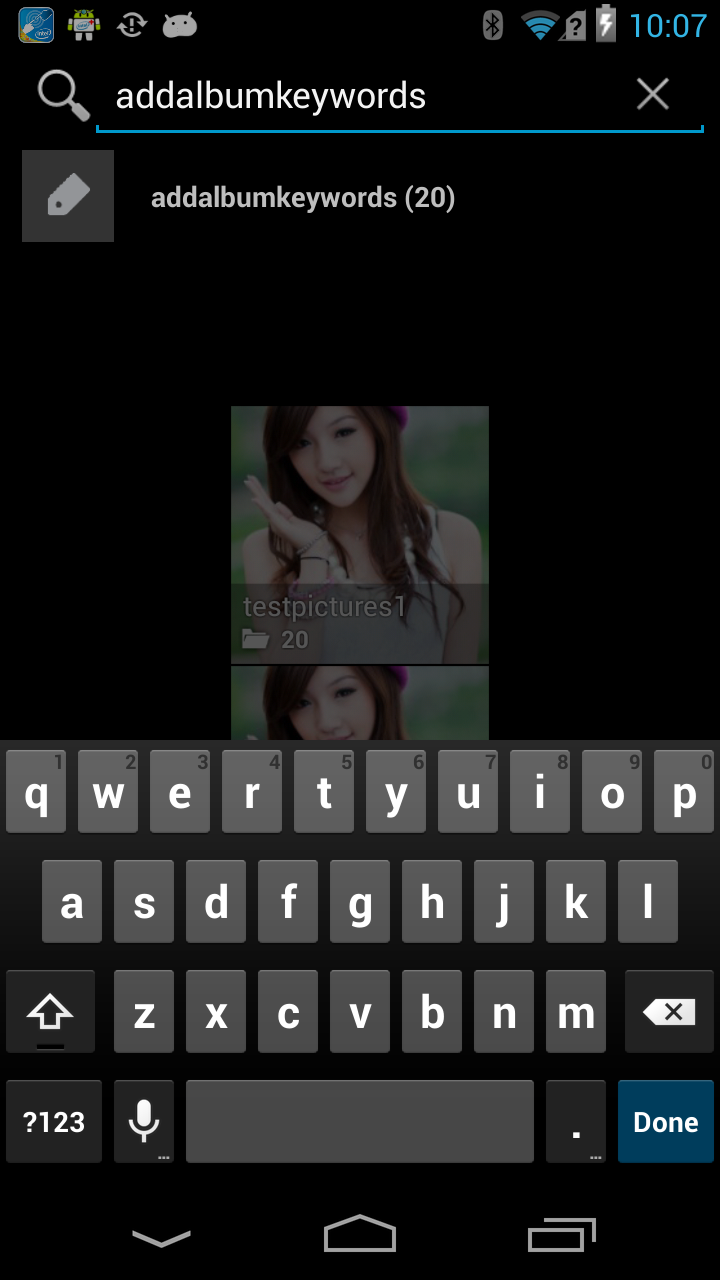 10:07
addalbumkeywords
addalbumkeywords (20)
testpictures1
20
1 2 3 4 5 6 7 8 9 0
q w e r t y u i o p
a s d f g h j k l
z x c v b n m
?123 ... . ... Done